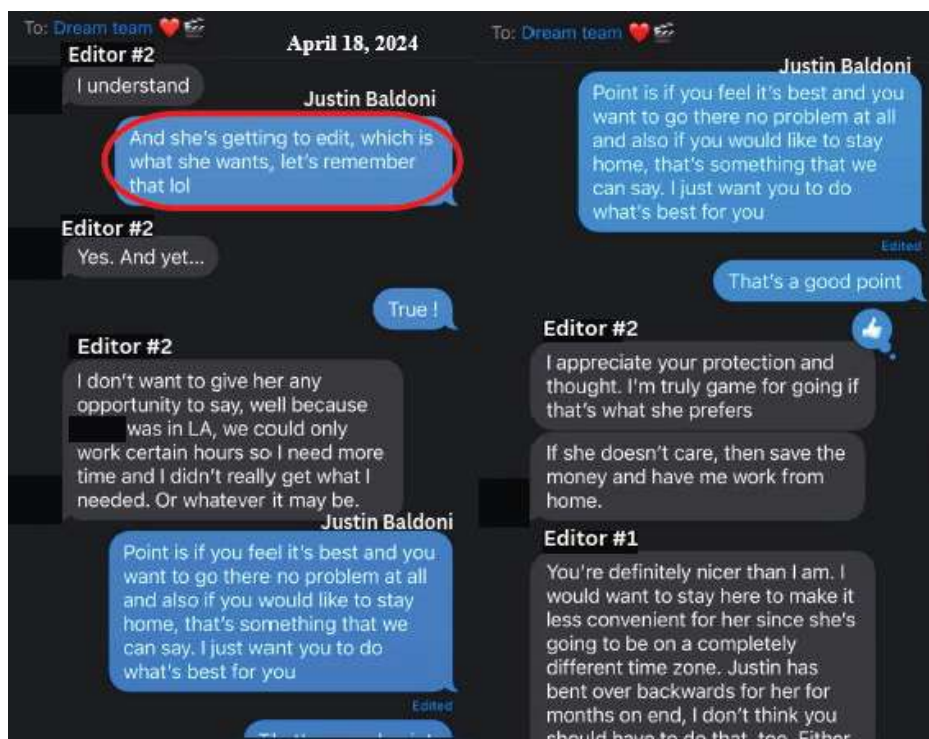 To: Dream team ❤️🎬
April 18, 2024
Editor #2
I understand
Justin Baldoni
And she's getting to edit, which is
what she wants, let's remember
that lol
Editor #2
Yes. And yet...
True !
Editor #2
I don't want to give her any
opportunity to say, well because
was in LA, we could only
work certain hours so I need more
time and I didn't really get what I
needed. Or whatever it may be.
Justin Baldoni
Point is if you feel it's best and you
want to go there no problem at all
and also if you would like to stay
home, that's something that we
can say. I just want you to do
what's best for you
Edited
To: Dream team ❤️🎬
Justin Baldoni
Point is if you feel it's best and you
want to go there no problem at all
and also if you would like to stay
home, that's something that we
can say. I just want you to do
what's best for you
Edited
That's a good point
Editor #2
I appreciate your protection and
thought. I'm truly game for going if
that's what she prefers
If she doesn't care, then save the
money and have me work from
home.
Editor #1
You're definitely nicer than I am. I
would want to stay here to make it
less convenient for her since she's
going to be on a completely
different time zone. Justin has
bent over backwards for her for
months on end, I don't think you
should have to do that, too. Either